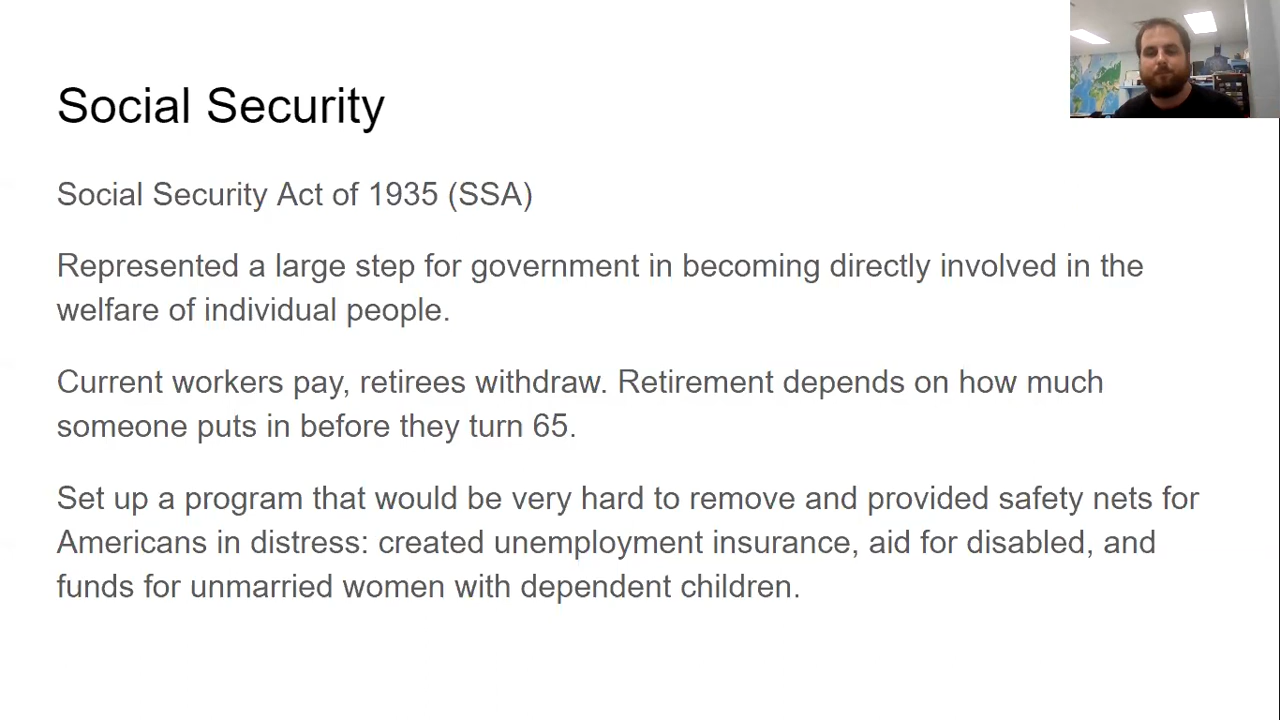 Social Security
Social Security Act of 1935 (SSA)
Represented a large step for government in becoming directly involved in the
welfare of individual people.
Current workers pay, retirees withdraw. Retirement depends on how much
someone puts in before they turn 65.
Set up a program that would be very hard to remove and provided safety nets for
Americans in distress: created unemployment insurance, aid for disabled, and
funds for unmarried women with dependent children.